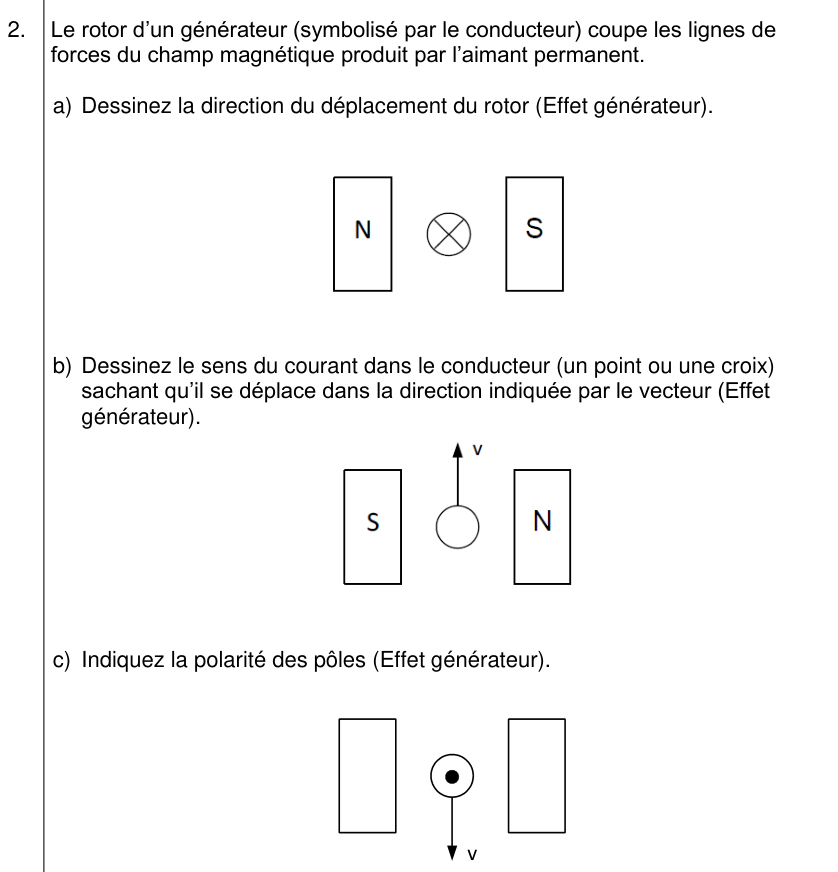 2. Le rotor d'un générateur (symbolisé par le conducteur) coupe les lignes de
forces du champ magnétique produit par l'aimant permanent.
a) Dessinez la direction du déplacement du rotor (Effet générateur).
N S
b) Dessinez le sens du courant dans le conducteur (un point ou une croix)
sachant qu'il se déplace dans la direction indiquée par le vecteur (Effet
générateur).
v
S N
c) Indiquez la polarité des pôles (Effet générateur).
v